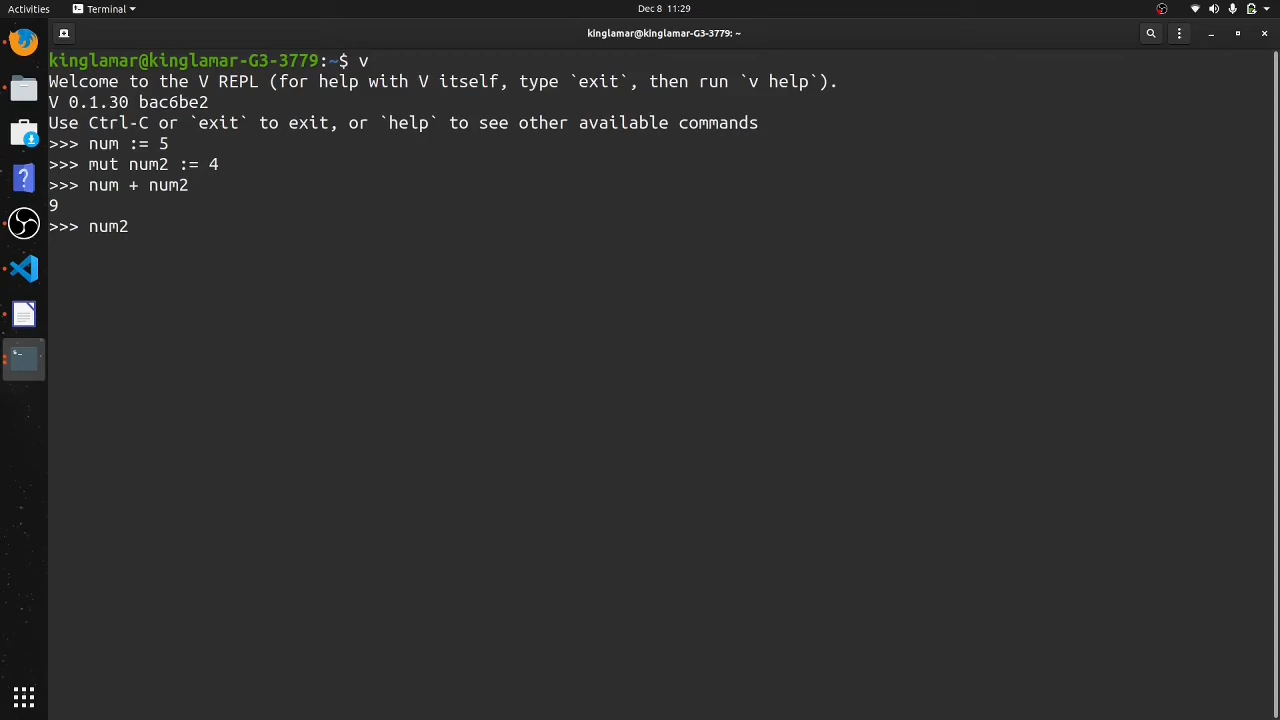 Activities
Terminal
Dec 8 11:29
kinglamar@kinglamar-G3-3779: ~
kinglamar@kinglamar-G3-3779:~$ v
Welcome to the V REPL (for help with V itself, type `exit`, then run `v help`).
V 0.1.30 bac6be2
Use Ctrl-C or `exit` to exit, or `help` to see other available commands
>>> num := 5
>>> mut num2 := 4
>>> num + num2
9
>>> num2